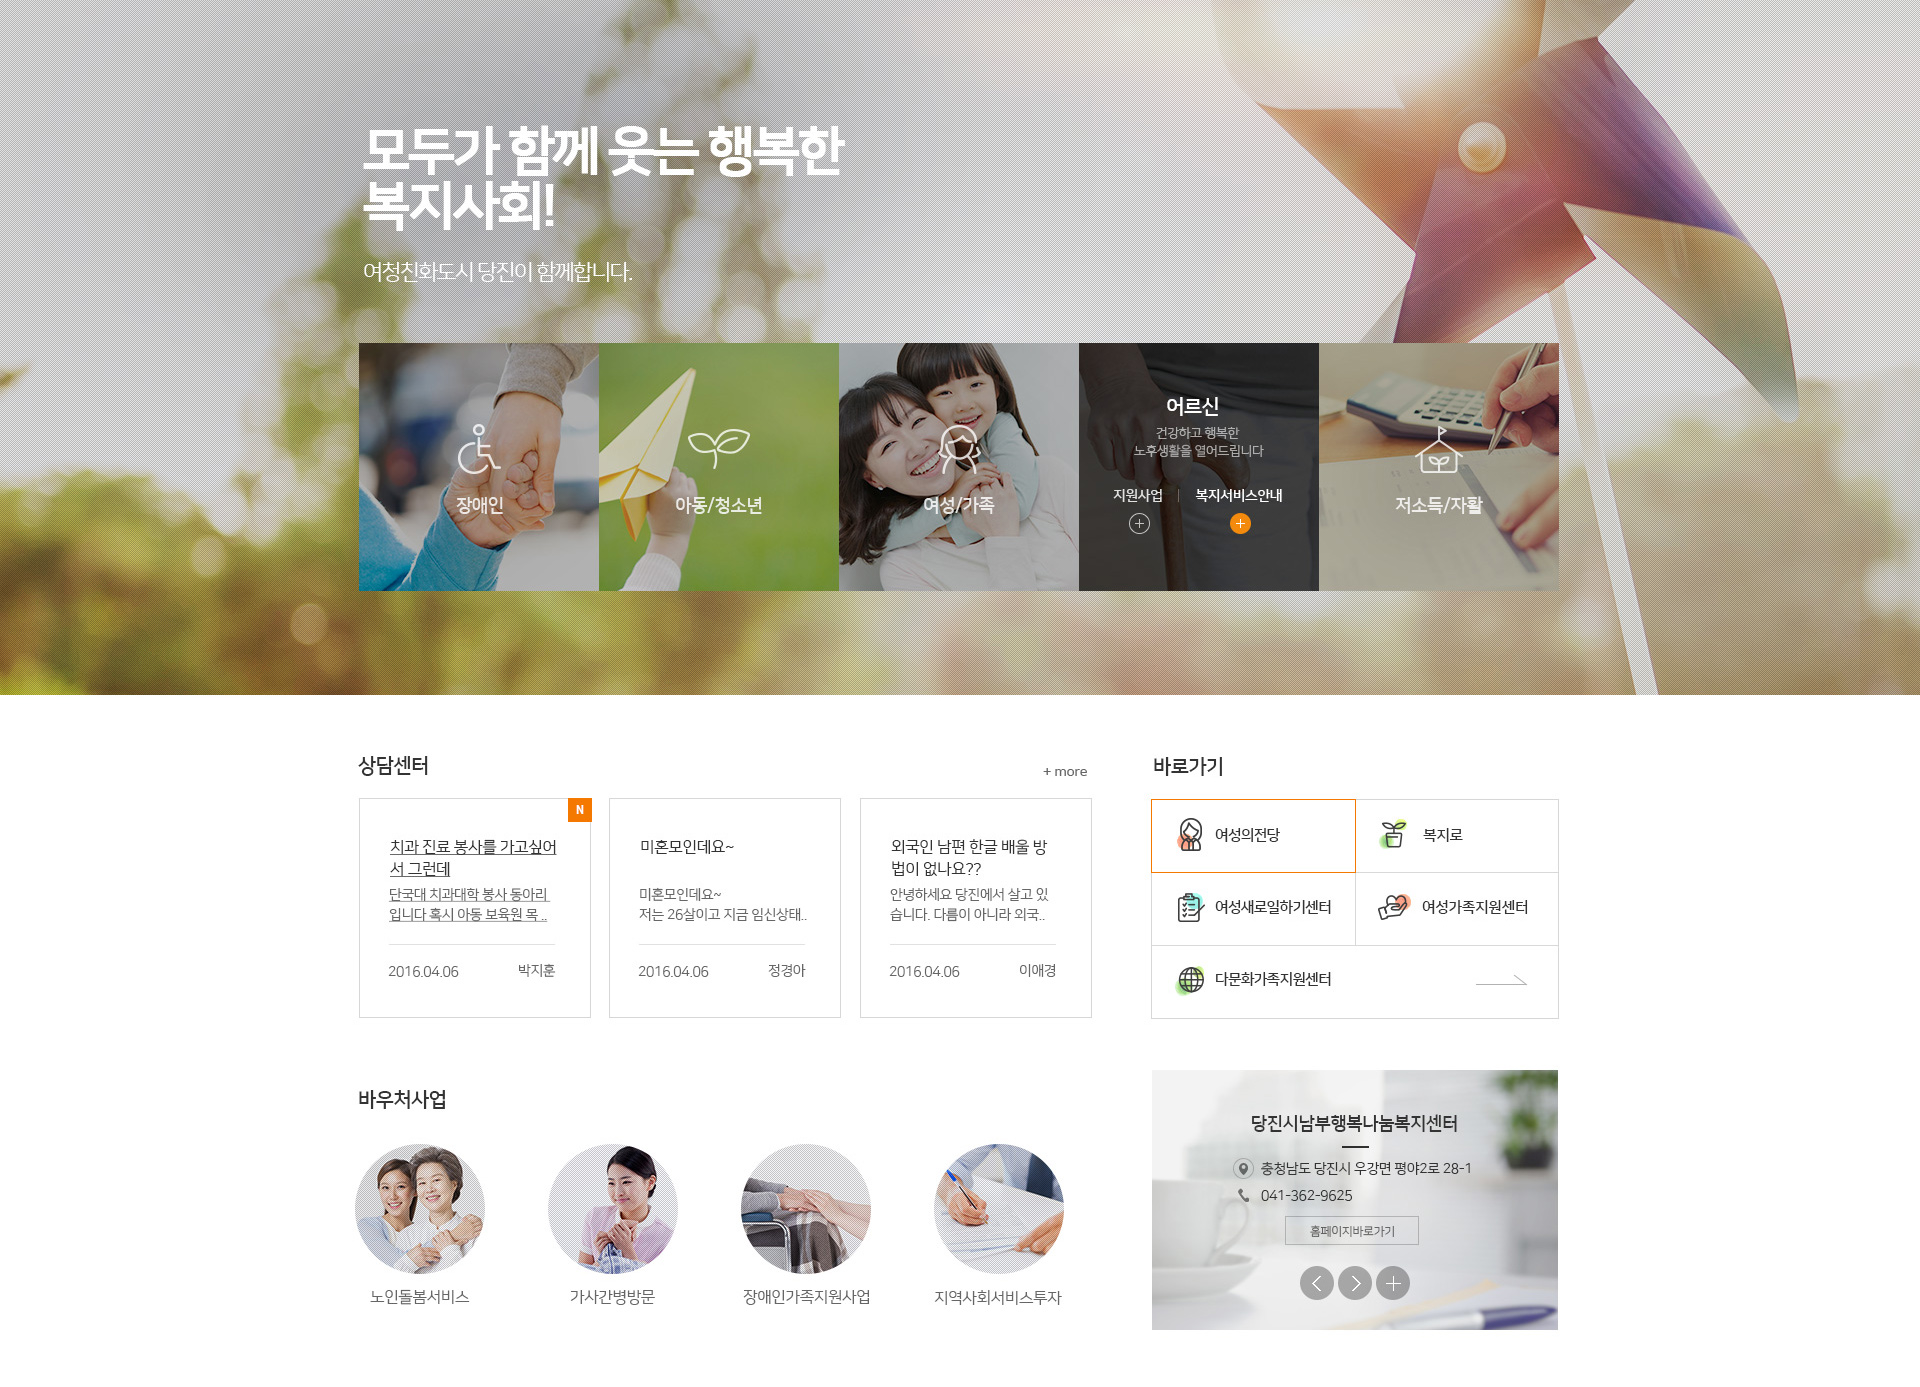 모두가 함께 웃는 행복한
복지사회!
여청친화도시 당진이 함께합니다.
장애인
아동/청소년
여성/가족
어르신
건강하고 행복한
노후생활을 열어드립니다
지원사업
복지서비스안내
저소득/자활
상담센터
+ more
N
치과 진료 봉사를 가고싶어
서 그런데
단국대 치과대학 봉사 동아리
입니다 혹시 아동 보육원 목 ..
2016.04.06 박지훈
미혼모인데요~
미혼모인데요~
저는 26살이고 지금 임신상태..
2016.04.06 정경아
외국인 남편 한글 배울 방
법이 없나요??
안녕하세요 당진에서 살고 있
습니다. 다름이 아니라 외국..
2016.04.06 이애경
바로가기
여성의전당
복지로
여성새로일하기센터
여성가족지원센터
다문화가족지원센터
바우처사업
노인돌봄서비스
가사간병방문
장애인가족지원사업
지역사회서비스투자
당진시남부행복나눔복지센터
충청남도 당진시 우강면 평야2로 28-1
041-362-9625
홈페이지바로가기